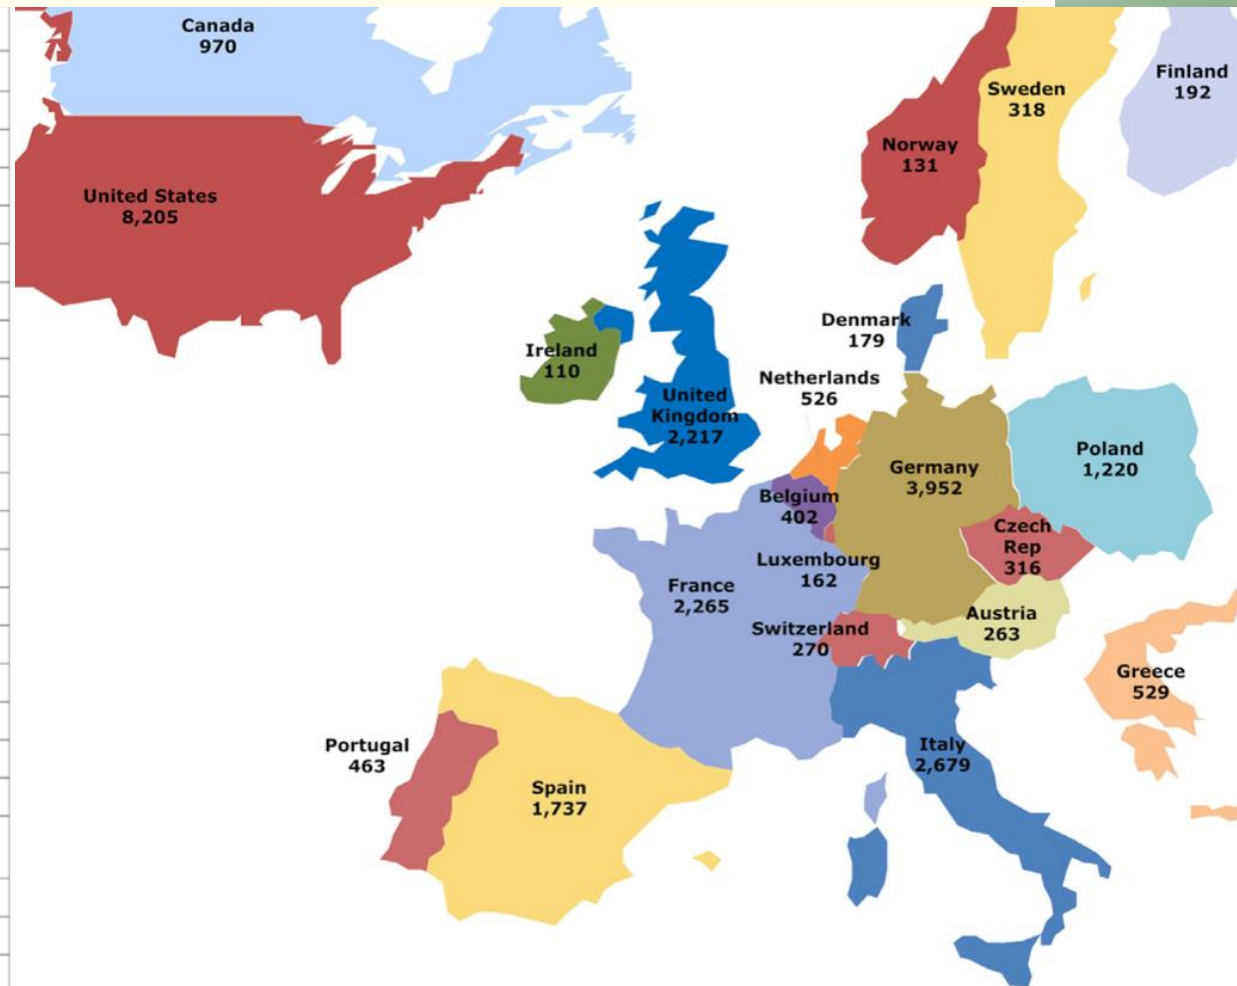 Canada
970
Finland
192
Sweden
318
Norway
131
United States
8,205
Denmark
179
Ireland
110
Netherlands
526
United
Kingdom
2,217
Poland
1,220
Germany
3,952
Belgium
402
Czech
Rep
316
Luxembourg
162
France
2,265
Austria
263
Switzerland
270
Greece
529
Portugal
463
Italy
2,679
Spain
1,737